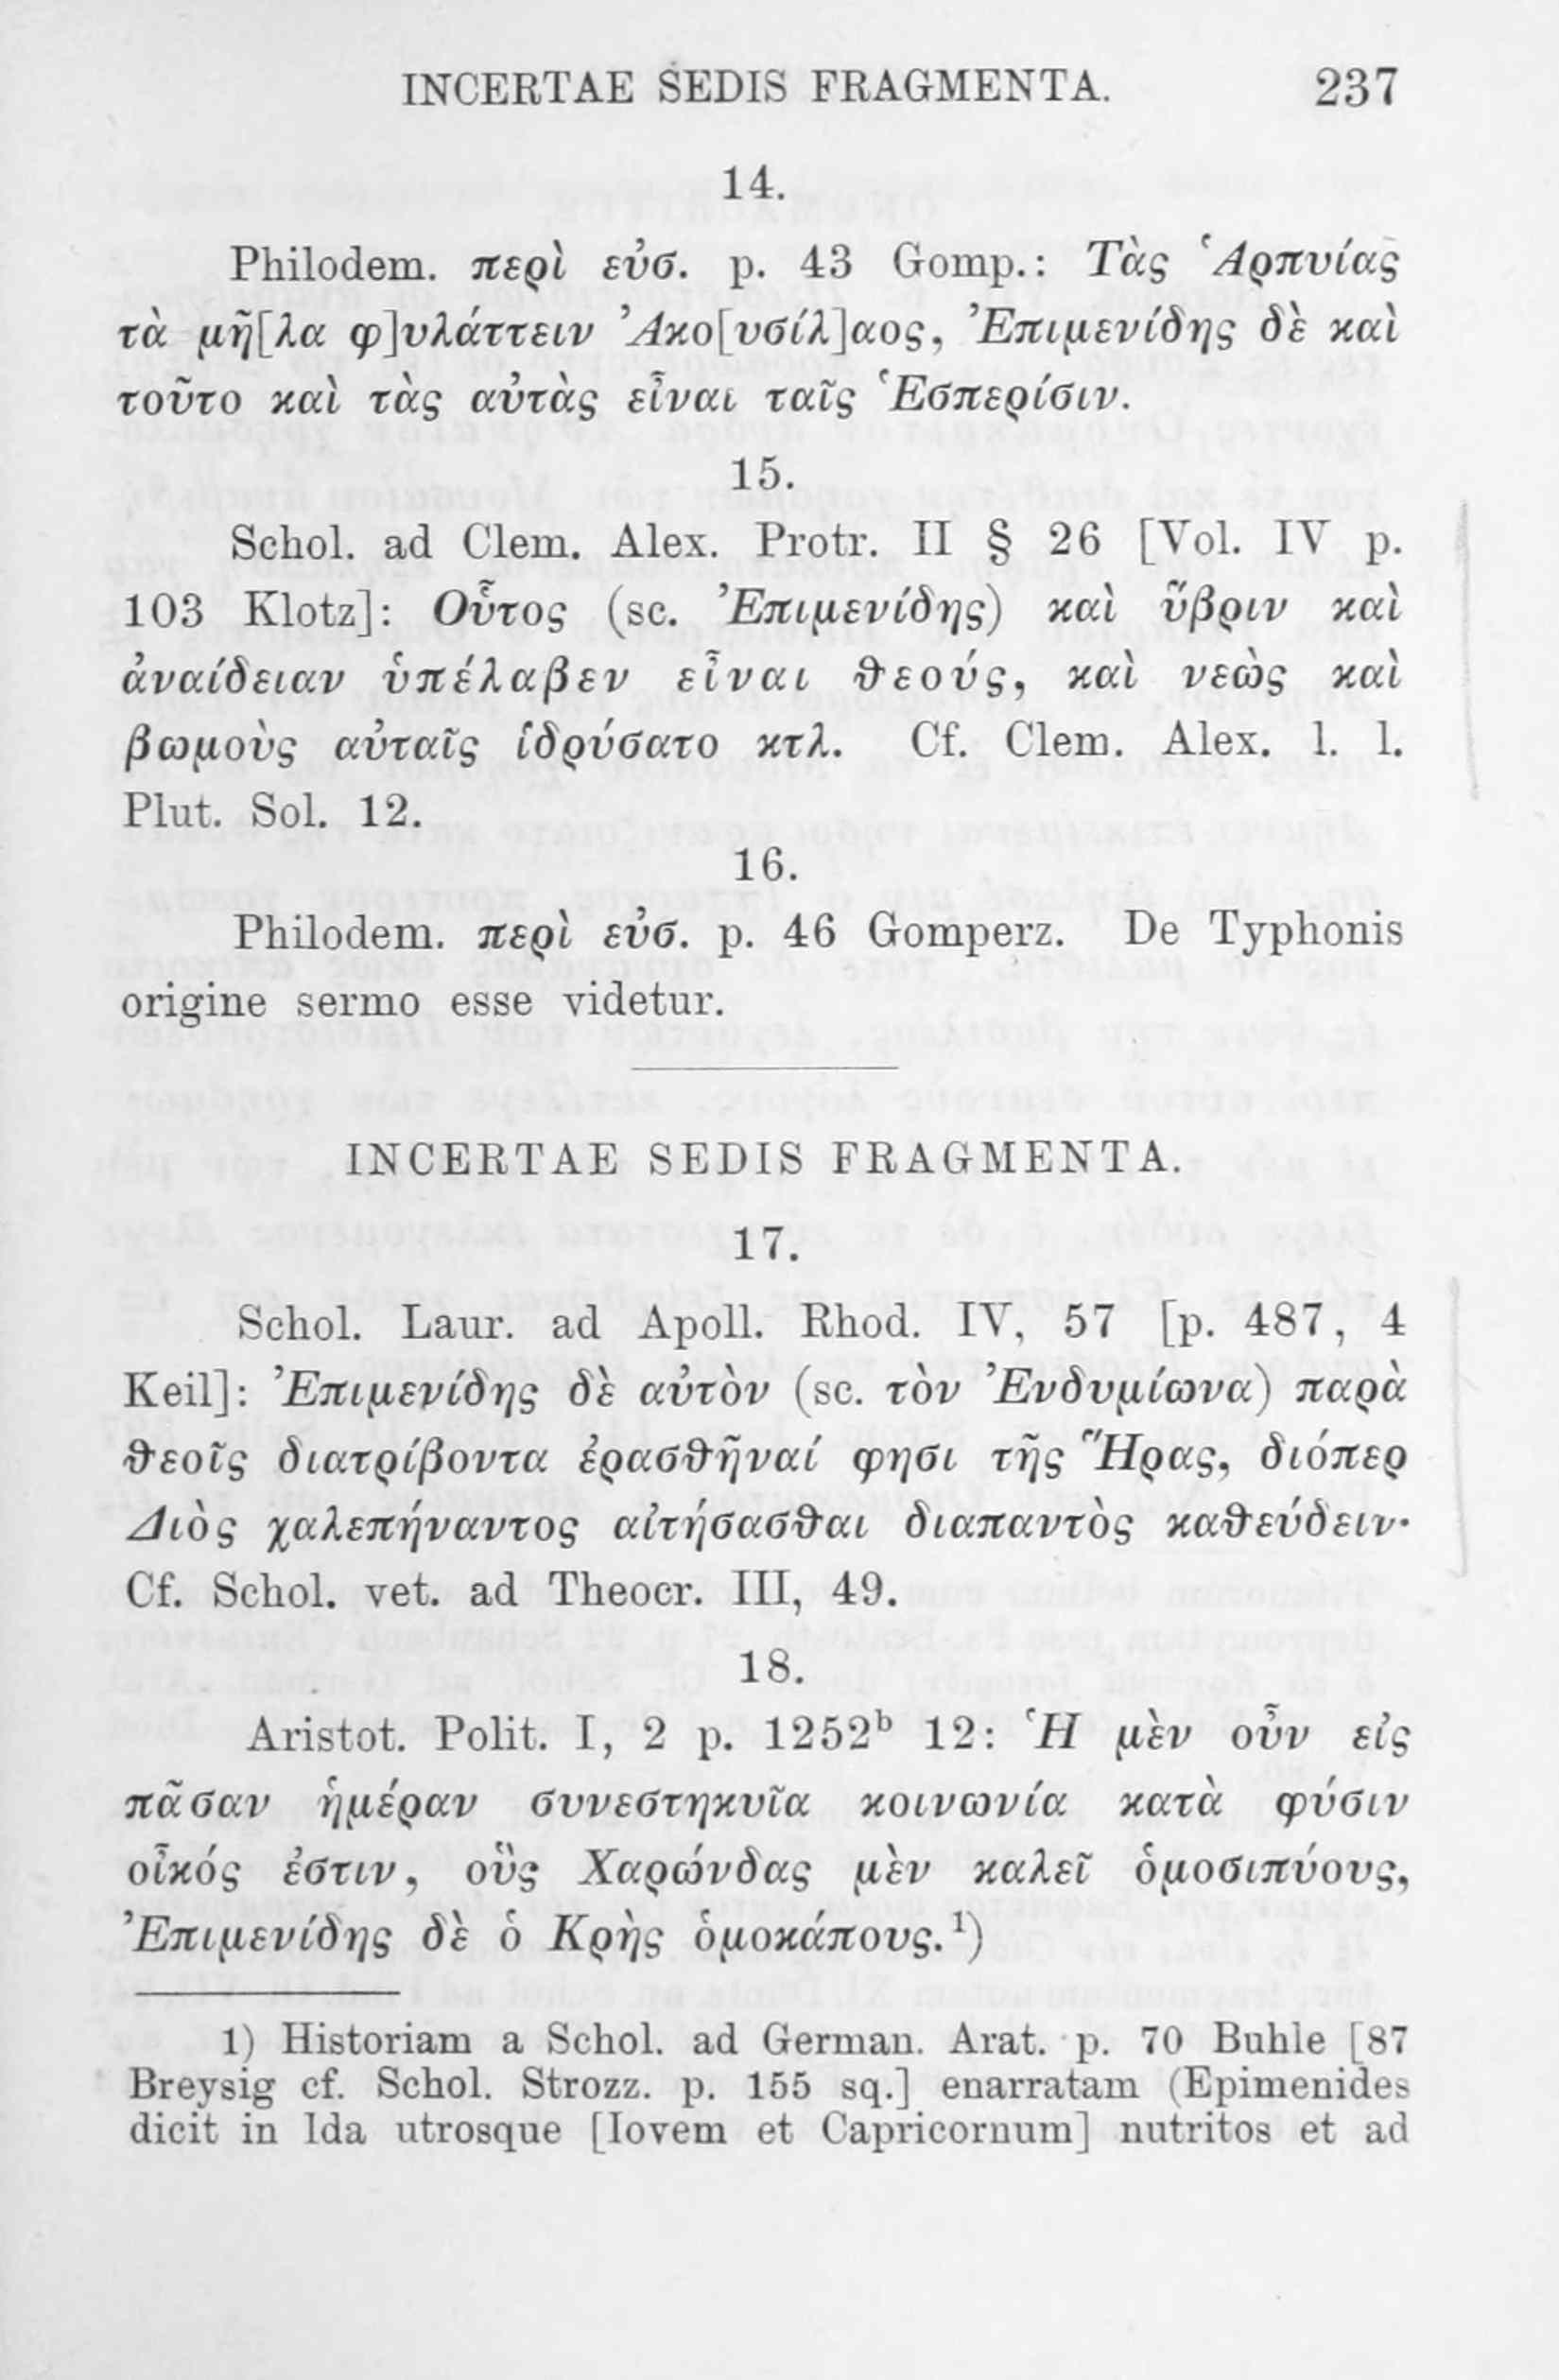 INCERTAE SEDIS FRAGMENTA. 237
14.
Philodem. περὶ εὐσ. p. 43 Gomp.: Τὰς Ἁρπυίας
τὰ μῆ[λα φ]υλάττειν Ἀκο[υσίλ]αος, Ἐπιμενίδης δὲ καὶ
τοῦτο καὶ τὰς αὐτὰς εἶναι ταῖς Ἑσπερίσιν.
15.
Schol. ad Clem. Alex. Protr. II § 26 [Vol. IV p.
103 Klotz]: Οὗτος (sc. Ἐπιμενίδης) καὶ ὕβριν καὶ
ἀναίδειαν ὑπέλαβεν εἶναι θεούς, καὶ νεὼς καὶ
βωμοὺς αὐταῖς ἱδρύσατο κτλ. Cf. Clem. Alex. l. l.
Plut. Sol. 12.
16.
Philodem. περὶ εὐσ. p. 46 Gomperz. De Typhonis
origine sermo esse videtur.
INCERTAE SEDIS FRAGMENTA.
17.
Schol. Laur. ad Apoll. Rhod. IV, 57 [p. 487, 4
Keil]: Ἐπιμενίδης δὲ αὐτὸν (sc. τὸν Ἐνδυμίωνα) παρὰ
θεοῖς διατρίβοντα ἐρασθῆναί φησι τῆς Ἥρας, διόπερ
Διὸς χαλεπήναντος αἰτήσασθαι διαπαντὸς καθεύδειν·
Cf. Schol. vet. ad Theocr. III, 49.
18.
Aristot. Polit. I, 2 p. 1252ᵇ 12: Ἡ μὲν οὖν εἰς
πᾶσαν ἡμέραν συνεστηκυῖα κοινωνία κατὰ φύσιν
οἶκός ἐστιν, οὓς Χαρώνδας μὲν καλεῖ ὁμοσιπύους,
Ἐπιμενίδης δὲ ὁ Κρὴς ὁμοκάπους.¹)
1) Historiam a Schol. ad German. Arat. p. 70 Buhle [87
Breysig cf. Schol. Strozz. p. 155 sq.] enarratam (Epimenides
dicit in Ida utrosque [Iovem et Capricornum] nutritos et ad